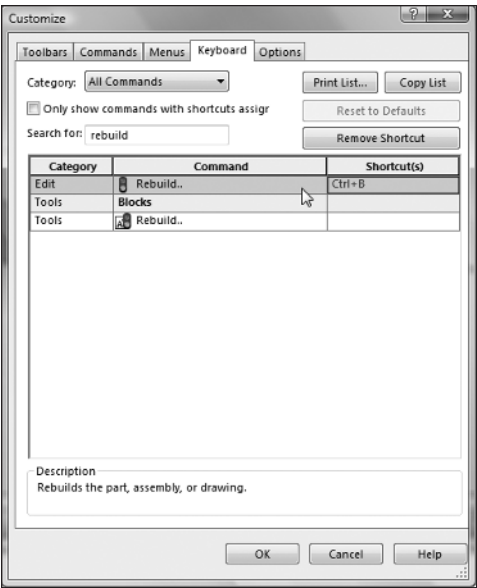 Customize
Toolbars Commands Menus Keyboard Options
Category: All Commands Print List... Copy List
Only show commands with shortcuts assigr Reset to Defaults
Search for: rebuild Remove Shortcut
Category Command Shortcut(s)
Edit Rebuild.. Ctrl+B
Tools Blocks
Tools A Rebuild..
Description
Rebuilds the part, assembly, or drawing.
OK Cancel Help